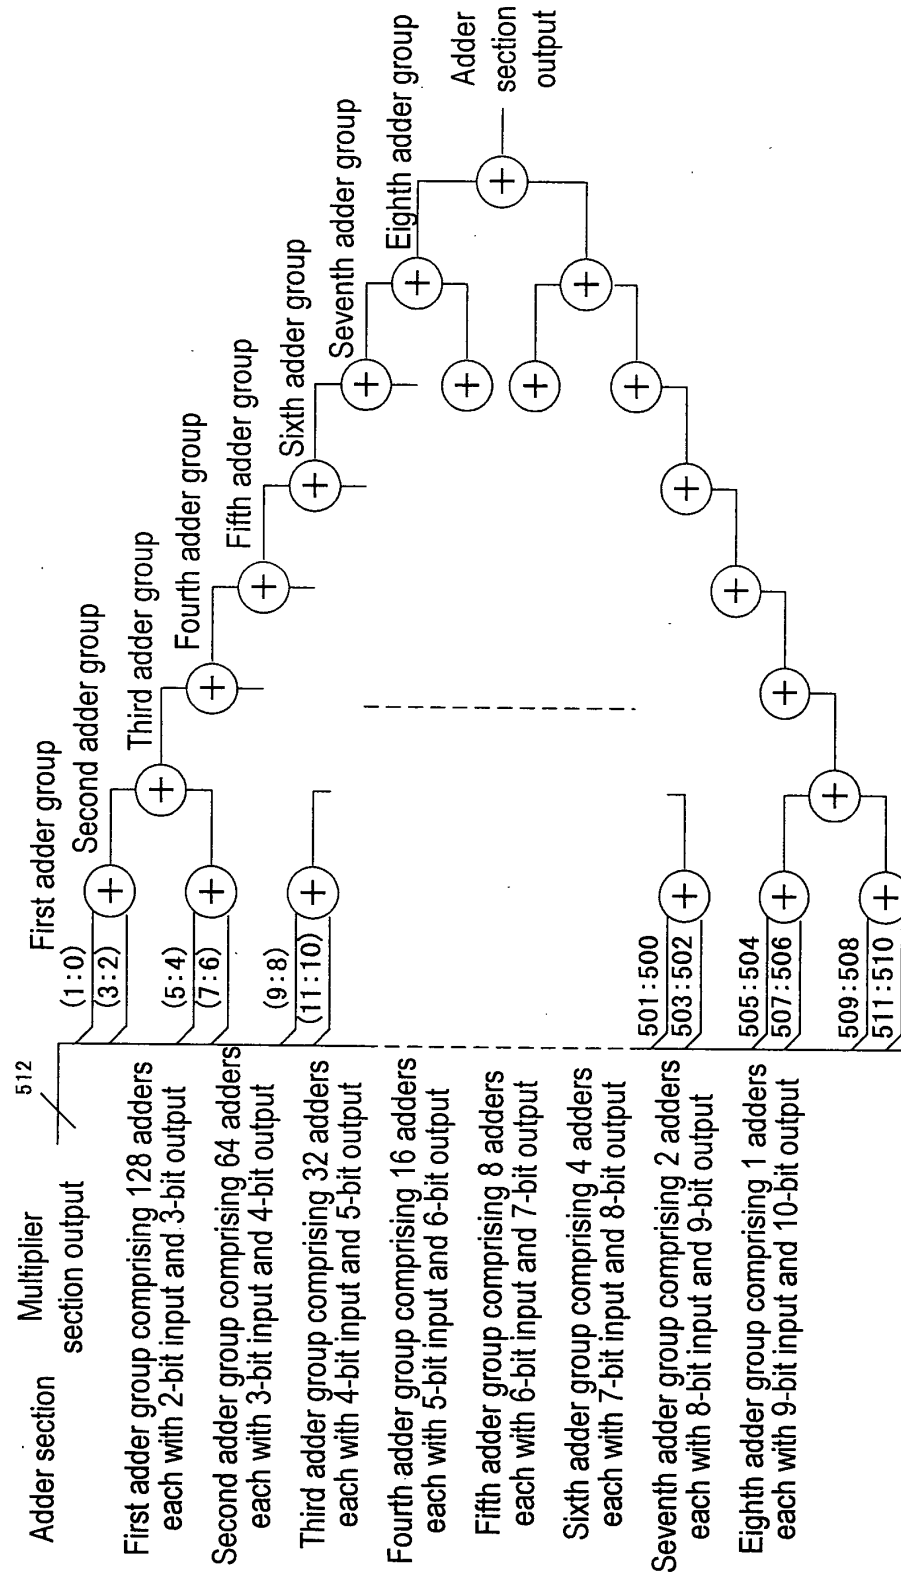 Adder section
Multiplier
section output
512
First adder group comprising 128 adders
each with 2-bit input and 3-bit output
Second adder group comprising 64 adders
each with 3-bit input and 4-bit output
Third adder group comprising 32 adders
each with 4-bit input and 5-bit output
Fourth adder group comprising 16 adders
each with 5-bit input and 6-bit output
Fifth adder group comprising 8 adders
each with 6-bit input and 7-bit output
Sixth adder group comprising 4 adders
each with 7-bit input and 8-bit output
Seventh adder group comprising 2 adders
each with 8-bit input and 9-bit output
Eighth adder group comprising 1 adders
each with 9-bit input and 10-bit output
(1:0)
(3:2)
(5:4)
(7:6)
(9:8)
(11:10)
501:500
503:502
505:504
507:506
509:508
511:510
First adder group
Second adder group
Third adder group
Fourth adder group
Fifth adder group
Sixth adder group
Seventh adder group
Eighth adder group
Adder
section
output